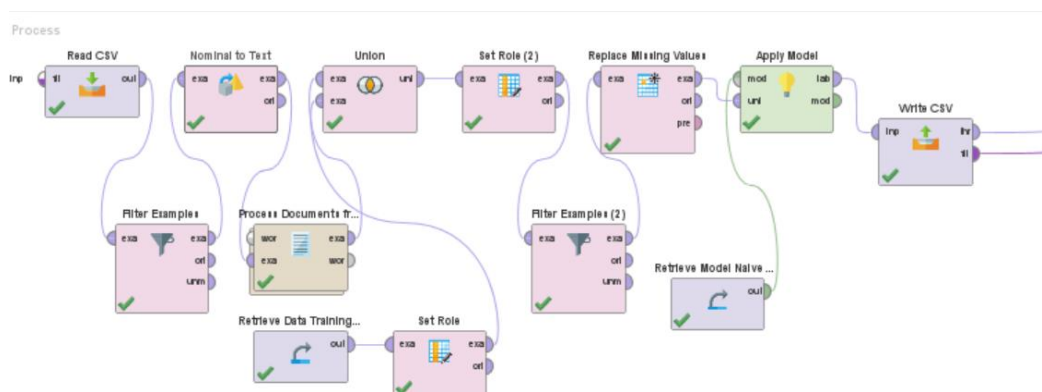 Process
Read CSV
Nominal to Text
Union
Set Role (2)
Replace Missing Values
Apply Model
Inp
fil
out
exa
exa
ori
exa
exa
uni
exa
exa
ori
exa
exa
ori
pre
mod
unl
lab
mod
Write CSV
Inp
thr
fil
Filter Examples
exa
exa
ori
unm
Process Documents fr...
wor
exa
exa
wor
Filter Examples (2)
exa
exa
ori
unm
Retrieve Model Naive ...
out
Retrieve Data Training...
out
Set Role
exa
exa
ori